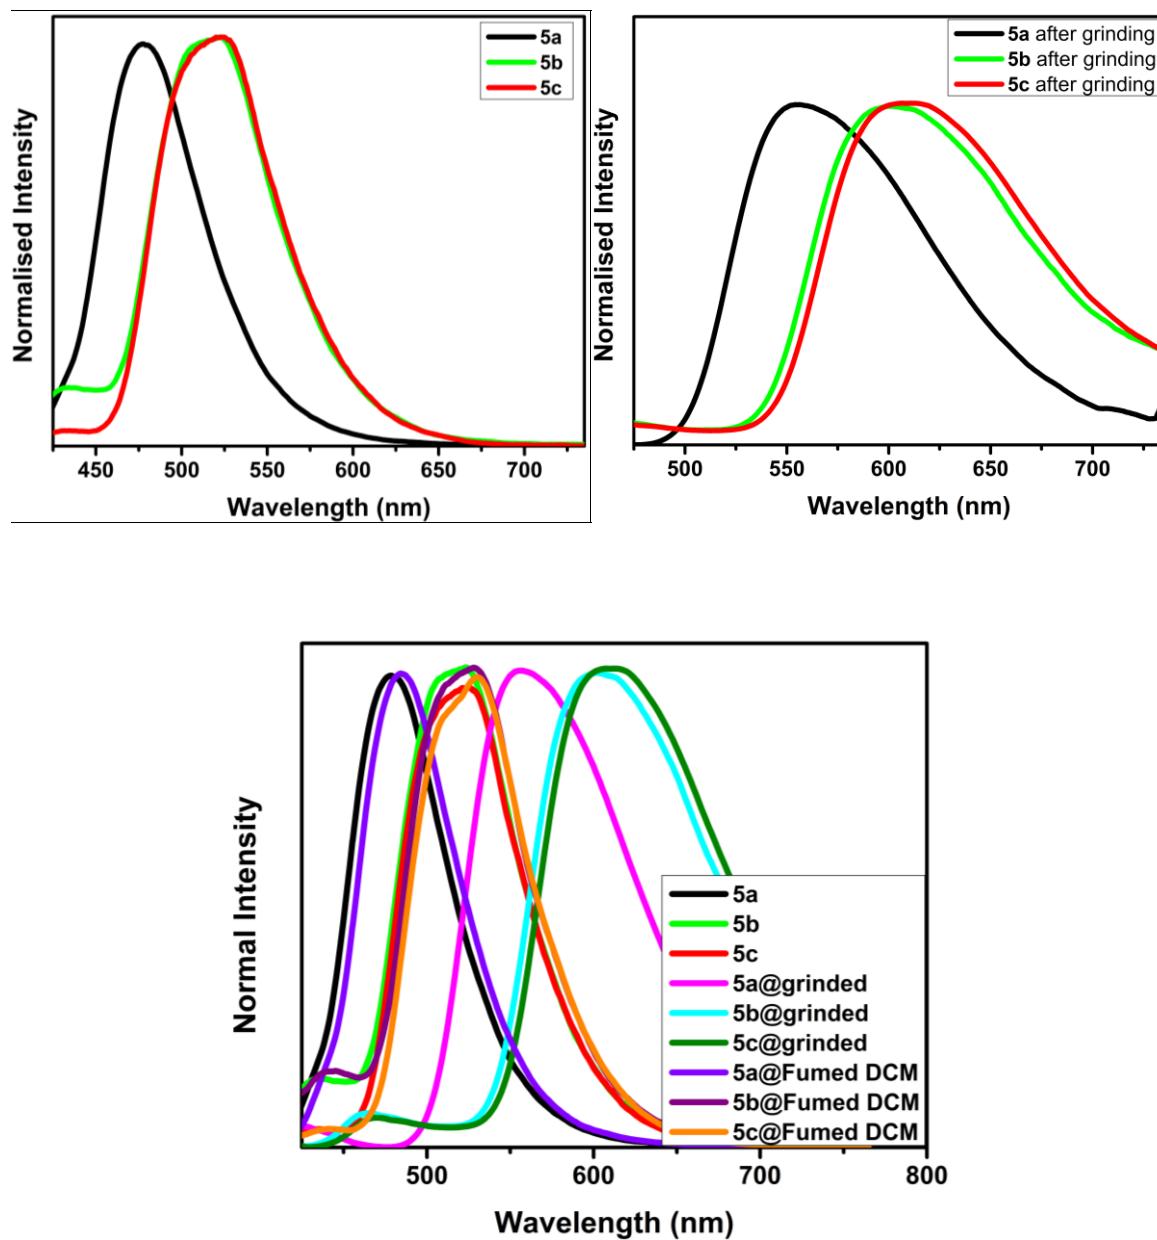 5a
5b
5c
Normalised Intensity
450 500 550 600 650 700
Wavelength (nm)
5a after grinding
5b after grinding
5c after grinding
Normalised Intensity
500 550 600 650 700
Wavelength (nm)
5a
5b
5c
5a@grinded
5b@grinded
5c@grinded
5a@Fumed DCM
5b@Fumed DCM
5c@Fumed DCM
Normal Intensity
500 600 700 800
Wavelength (nm)